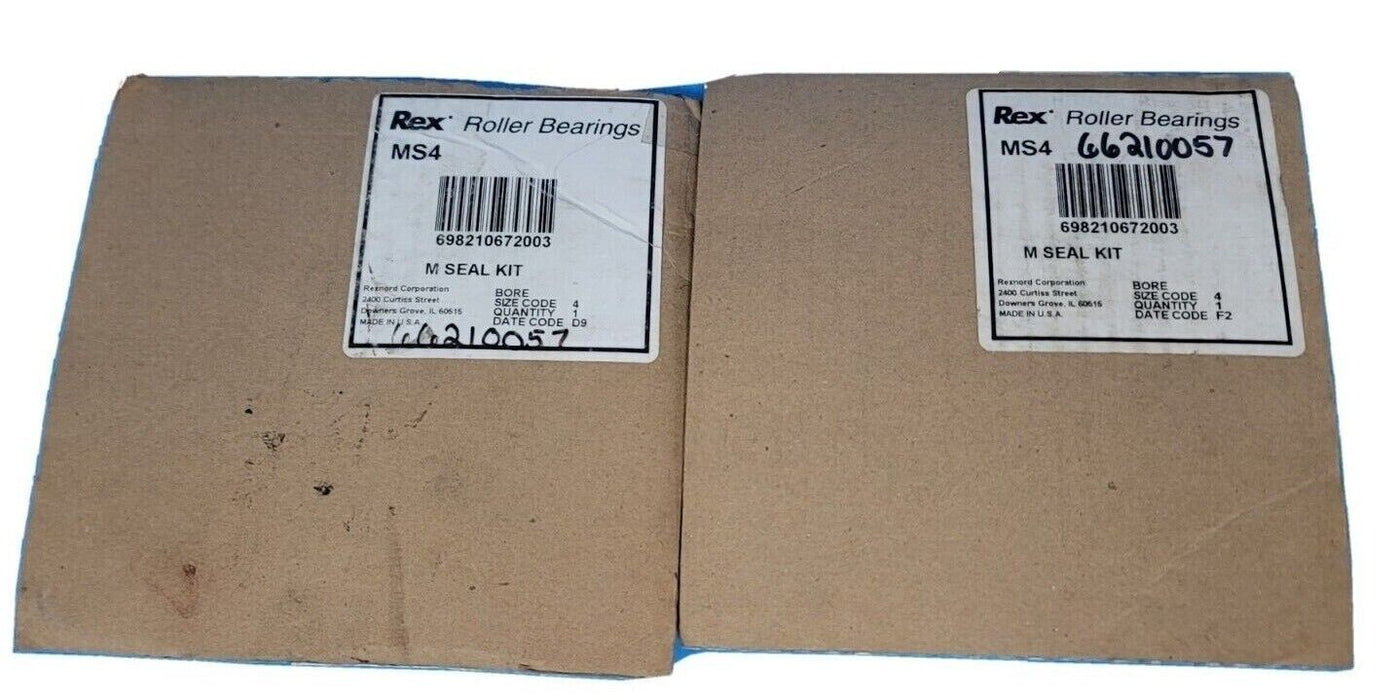 Rex® Roller Bearings
MS4
698210672003
M SEAL KIT
Rexnord Corporation
2400 Curtiss Street
Downers Grove, IL 60515
MADE IN U.S.A.
BORE
SIZE CODE 4
QUANTITY 1
DATE CODE D9
66210057
Rex® Roller Bearings
MS4 66210057
698210672003
M SEAL KIT
Rexnord Corporation
2400 Curtiss Street
Downers Grove, IL 60515
MADE IN U.S.A.
BORE
SIZE CODE 4
QUANTITY 1
DATE CODE F2